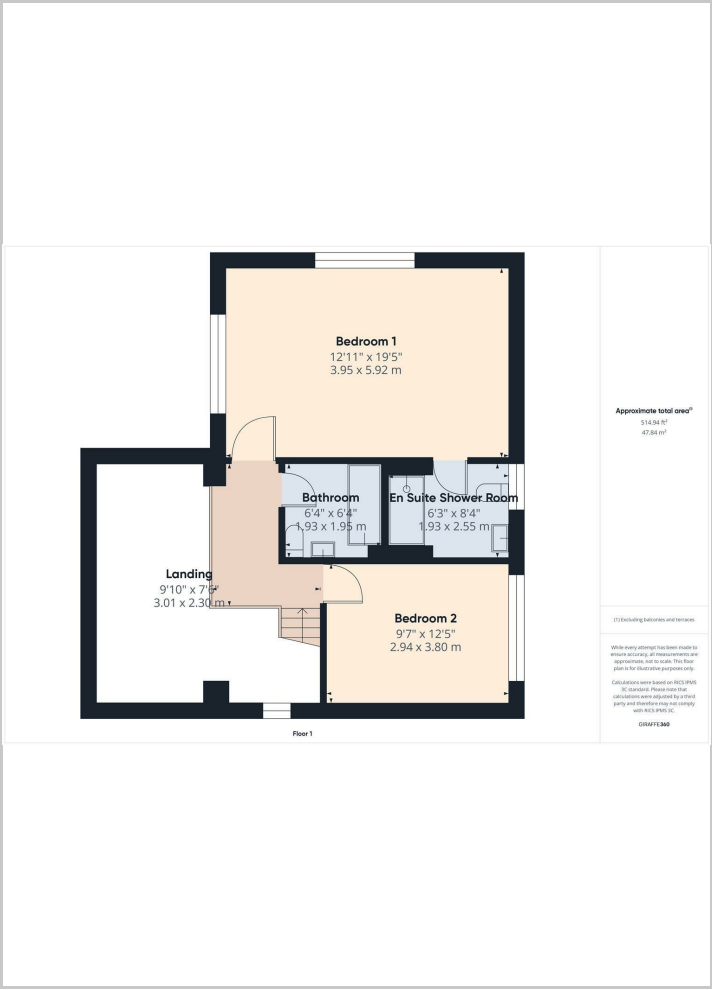 Bedroom 1
12'11" x 19'5"
3.95 x 5.92 m
Bathroom
6'4" x 6'4"
1.93 x 1.95 m
En Suite Shower Room
6'3" x 8'4"
1.93 x 2.55 m
Landing
9'10" x 7'6"
3.01 x 2.30 m
Bedroom 2
9'7" x 12'5"
2.94 x 3.80 m
Floor 1
Approximate total area(1)
514.94 ft²
47.84 m²
(1) Excluding balconies and terraces
While every attempt has been made to
ensure accuracy, all measurements are
approximate, not to scale. This floor
plan is for illustrative purposes only.
Calculations were based on RICS IPMS
3C standard. Please note that
calculations were adjusted by a third
party and therefore may not comply
with RICS IPMS 3C.
GIRAFFE360